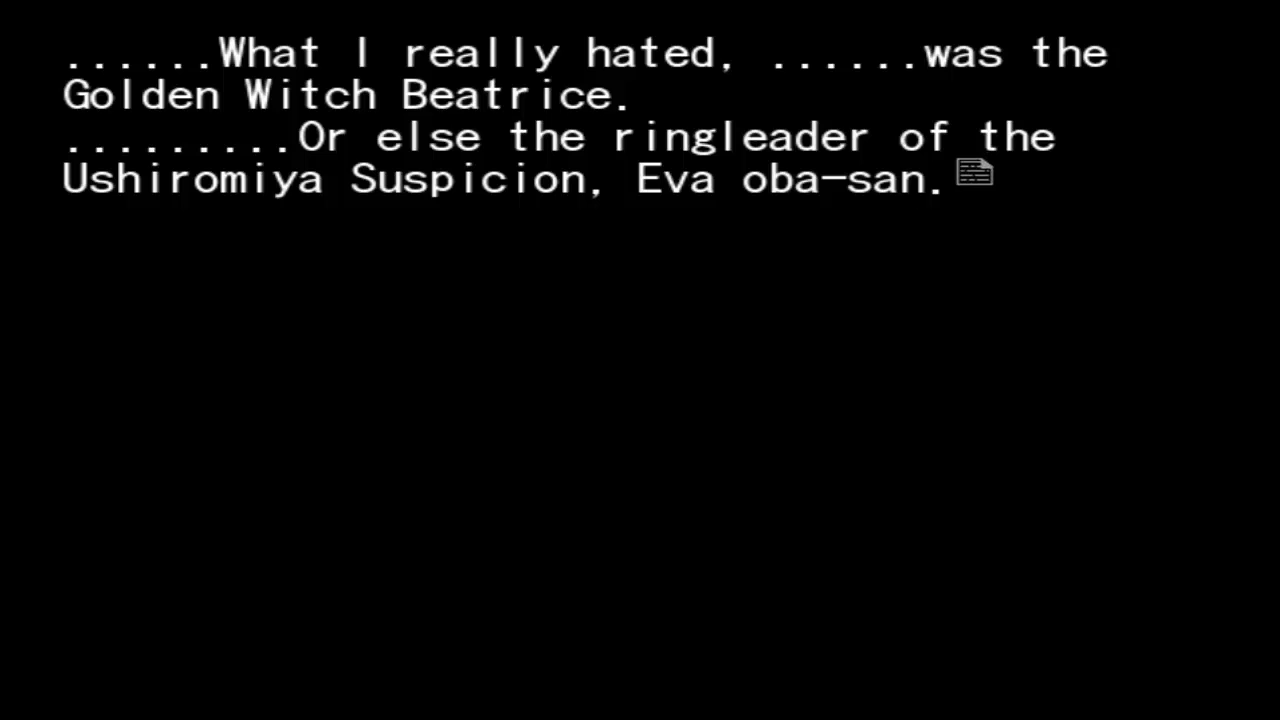 ......What I really hated, ......was the
Golden Witch Beatrice.
.........Or else the ringleader of the
Ushiromiya Suspicion, Eva oba-san.